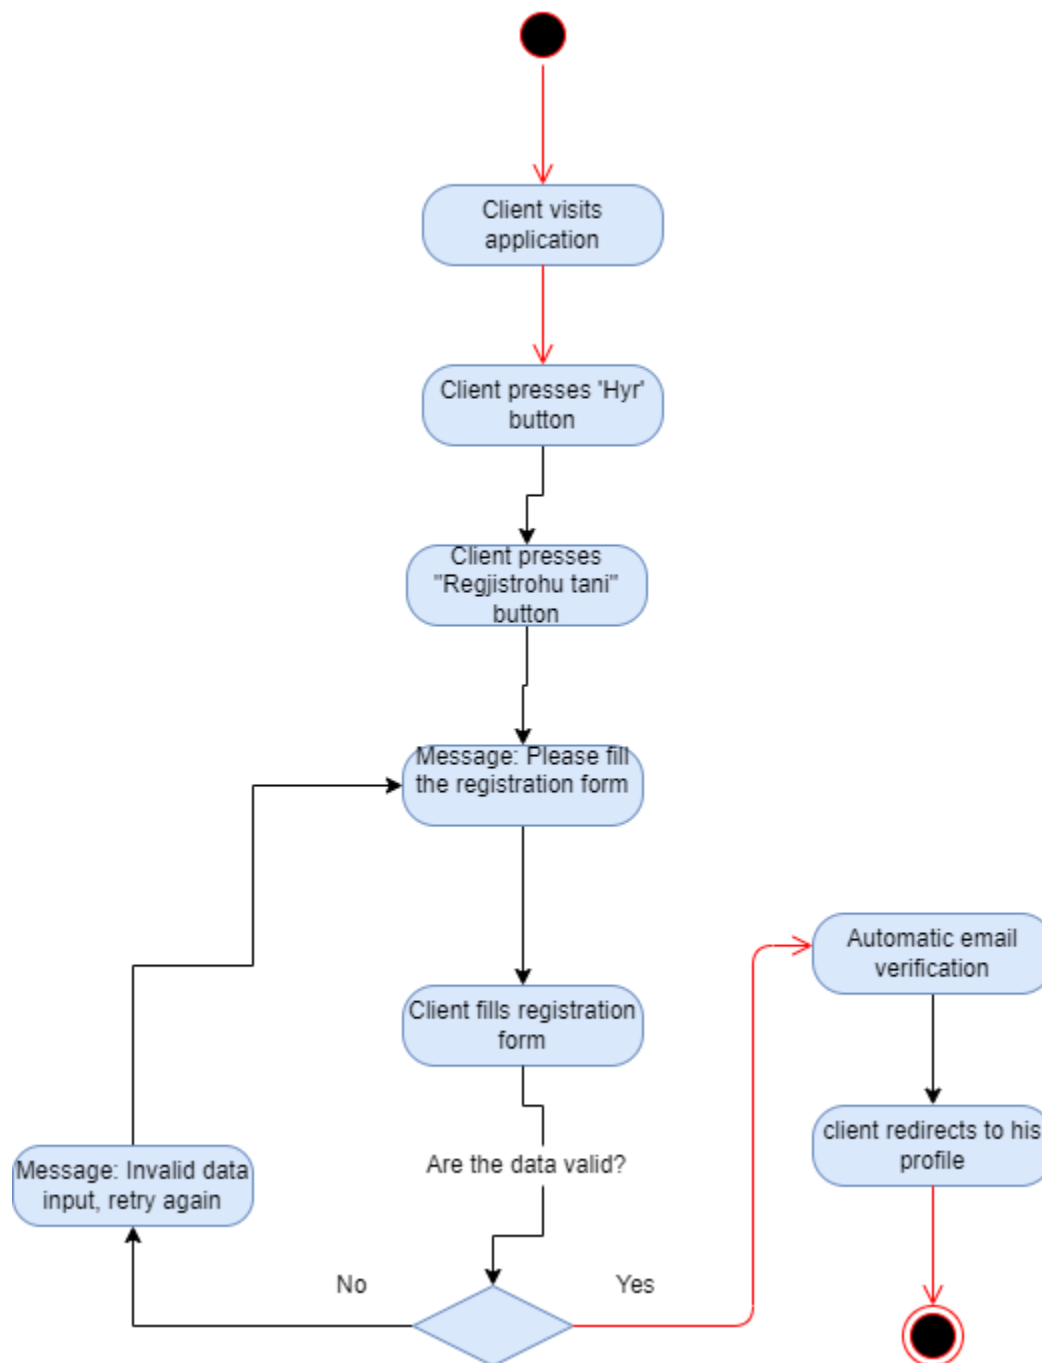 Client visits
application
Client presses 'Hyr'
button
Client presses
"Regjistrohu tani"
button
Message: Please fill
the registration form
Automatic email
verification
Client fills registration
form
client redirects to his
profile
Are the data valid?
Message: Invalid data
input, retry again
No
Yes